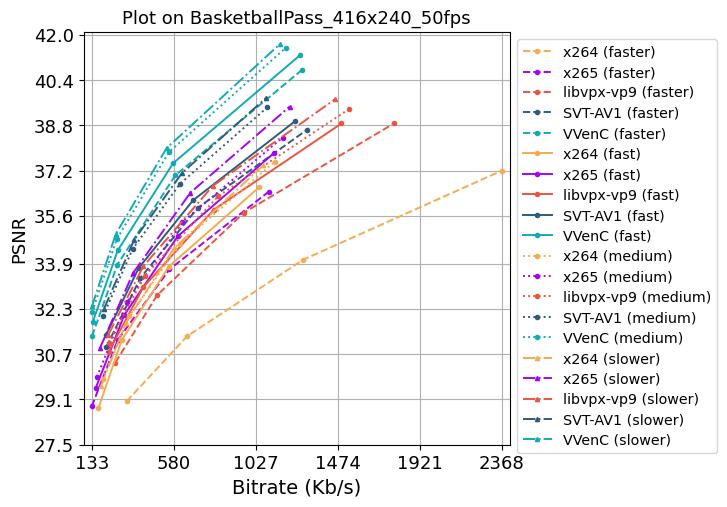 Plot on BasketballPass_416x240_50fps
42.0
40.4
38.8
37.2
35.6
33.9
32.3
30.7
29.1
27.5
PSNR
133 580 1027 1474 1921 2368
Bitrate (Kb/s)
x264 (faster)
x265 (faster)
libvpx-vp9 (faster)
SVT-AV1 (faster)
VVenC (faster)
x264 (fast)
x265 (fast)
libvpx-vp9 (fast)
SVT-AV1 (fast)
VVenC (fast)
x264 (medium)
x265 (medium)
libvpx-vp9 (medium)
SVT-AV1 (medium)
VVenC (medium)
x264 (slower)
x265 (slower)
libvpx-vp9 (slower)
SVT-AV1 (slower)
VVenC (slower)